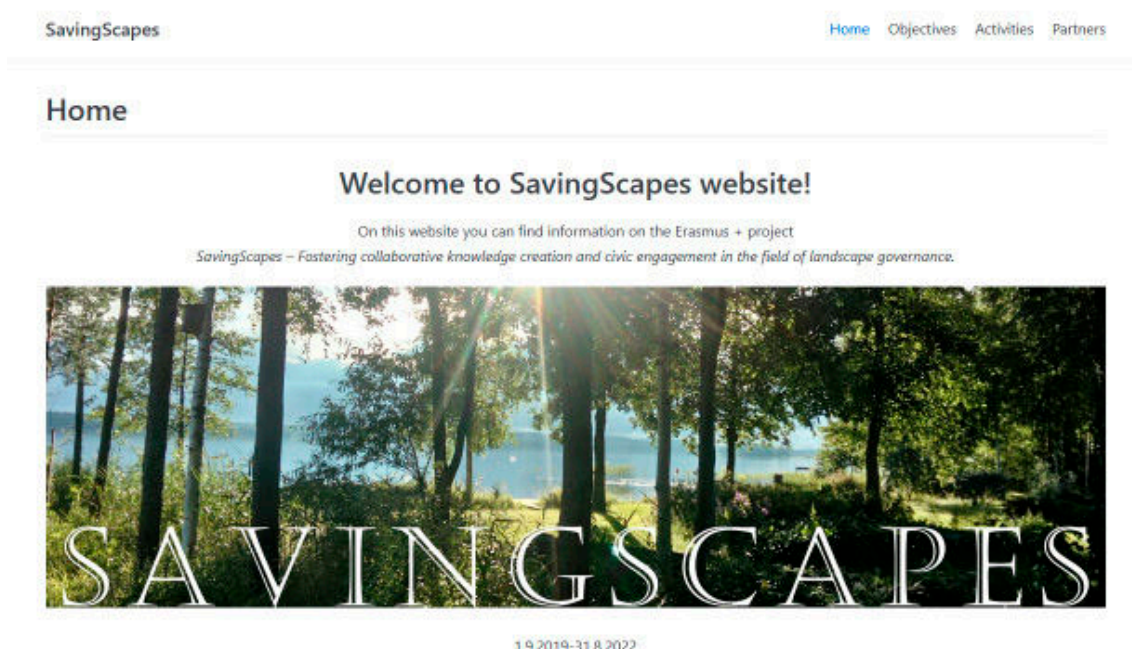 SavingScapes
Home Objectives Activities Partners
Home
Welcome to SavingScapes website!
On this website you can find information on the Erasmus + project
SavingScapes – Fostering collaborative knowledge creation and civic engagement in the field of landscape governance.
SAVINGSCAPES
1.9.2019-31.8.2022